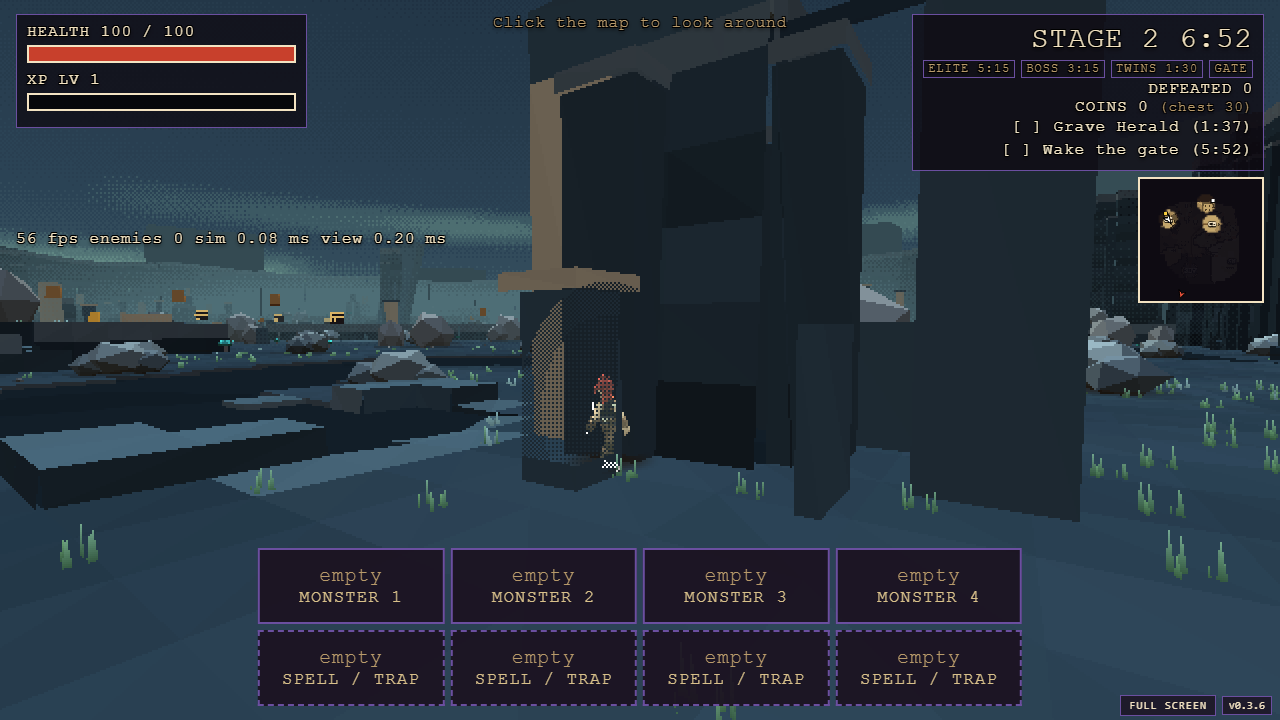 HEALTH 100 / 100
XP LV 1
Click the map to look around
STAGE 2 6:52
ELITE 5:15 BOSS 3:15 TWINS 1:30 GATE
DEFEATED 0
COINS 0 (chest 30)
[ ] Grave Herald (1:37)
[ ] Wake the gate (5:52)
56 fps enemies 0 sim 0.08 ms view 0.20 ms
empty empty empty empty
MONSTER 1 MONSTER 2 MONSTER 3 MONSTER 4
empty empty empty empty
SPELL / TRAP SPELL / TRAP SPELL / TRAP SPELL / TRAP
FULL SCREEN v0.3.6